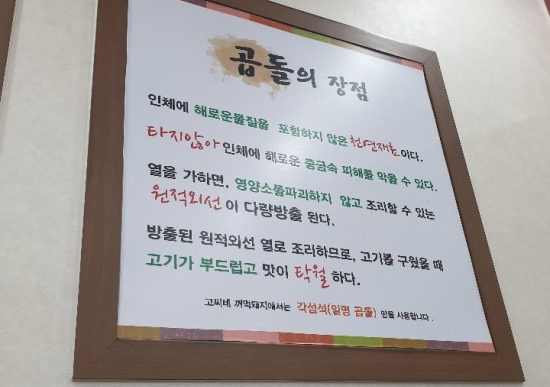 곱돌의 장점
인체에 해로운물질을 포함하지 않은 천연재료이다.
타지않아 인체에 해로운 중금속 피해를 막을 수 있다.
열을 가하면, 영양소를파괴하지 않고 조리할 수 있는
원적외선이 다량방출 된다.
방출된 원적외선 열로 조리하므로, 고기를 구웠을 때
고기가 부드럽고 맛이 탁월하다.
고씨네, 꺼먹돼지에서는 각섬석(일명 곱돌) 만을 사용합니다.